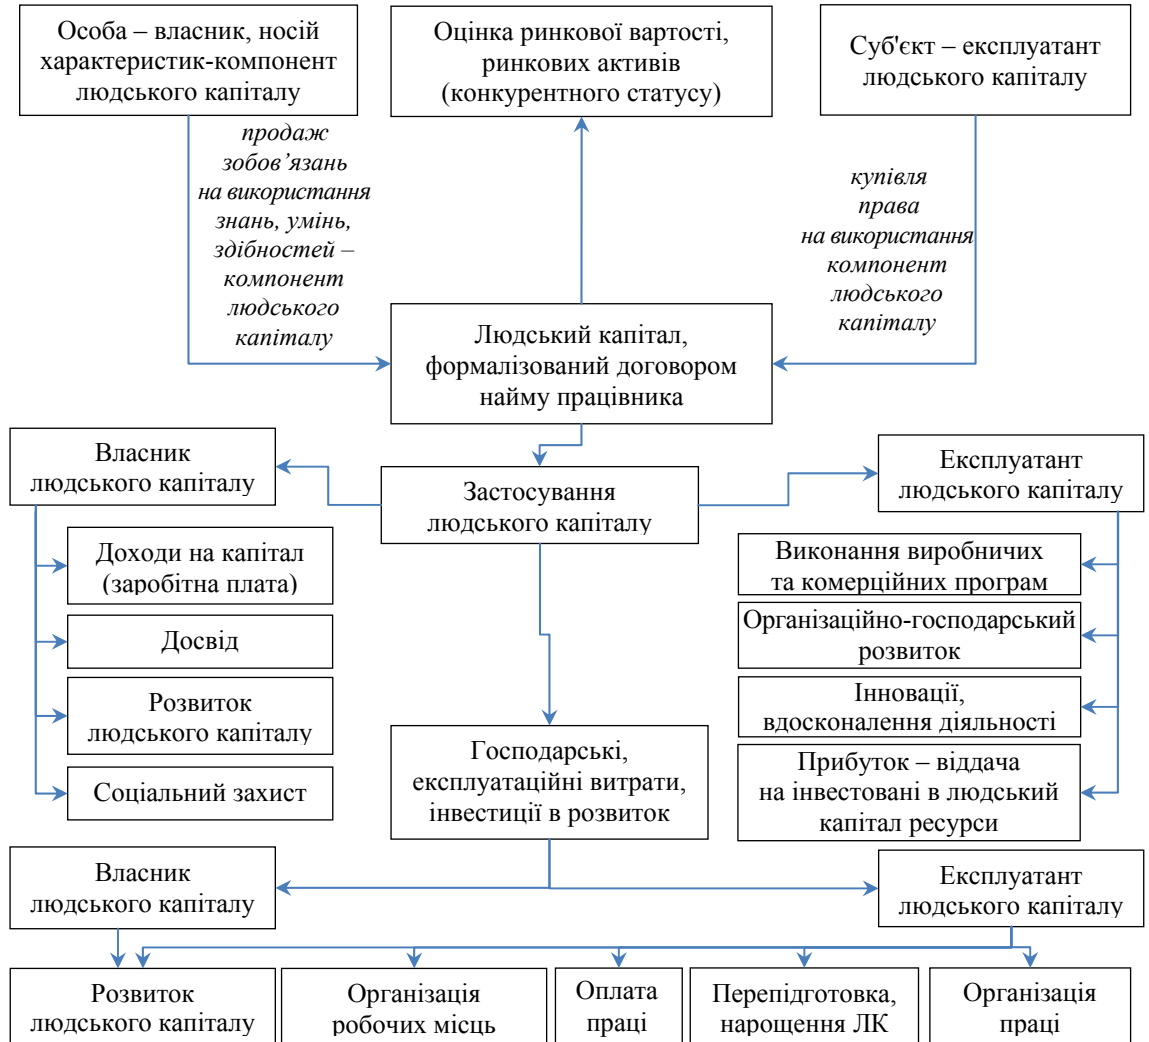 Особа – власник, носій
характеристик-компонент
людського капіталу
Оцінка ринкової вартості,
ринкових активів
(конкурентного статусу)
Суб'єкт – експлуатант
людського капіталу
продаж
зобов’язань
на використання
знань, умінь,
здібностей –
компонент
людського
капіталу
купівля
права
на використання
компонент
людського
капіталу
Людський капітал,
формалізований договором
найму працівника
Власник
людського капіталу
Застосування
людського капіталу
Експлуатант
людського капіталу
Доходи на капітал
(заробітна плата)
Досвід
Розвиток
людського капіталу
Соціальний захист
Виконання виробничих
та комерційних програм
Організаційно-господарський
розвиток
Інновації,
вдосконалення діяльності
Прибуток – віддача
на інвестовані в людський
капітал ресурси
Господарські,
експлуатаційні витрати,
інвестиції в розвиток
Власник
людського капіталу
Експлуатант
людського капіталу
Розвиток
людського капіталу
Організація
робочих місць
Оплата
праці
Перепідготовка,
нарощення ЛК
Організація
праці